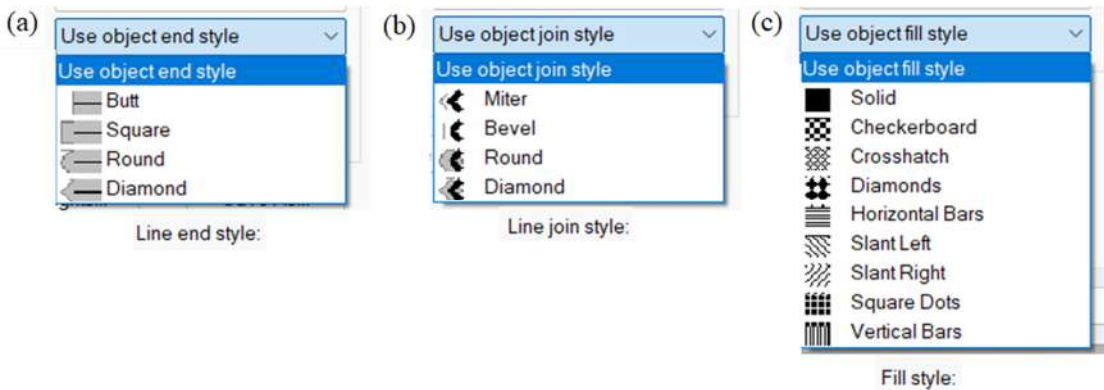 (a)
Use object end style
Use object end style
Butt
Square
Round
Diamond
Line end style:
(b)
Use object join style
Use object join style
Miter
Bevel
Round
Diamond
Line join style:
(c)
Use object fill style
Use object fill style
Solid
Checkerboard
Crosshatch
Diamonds
Horizontal Bars
Slant Left
Slant Right
Square Dots
Vertical Bars
Fill style: